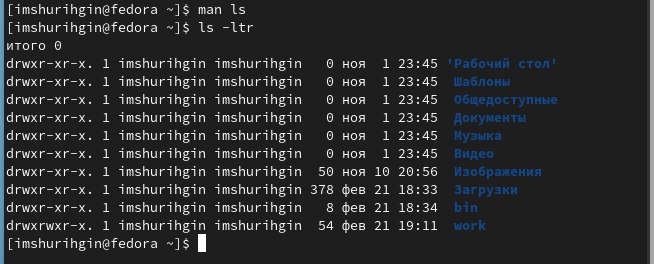 [imshurihgin@fedora ~]$ man ls
[imshurihgin@fedora ~]$ ls -ltr
итого 0
drwxr-xr-x. 1 imshurihgin imshurihgin   0 ноя  1 23:45 'Рабочий стол'
drwxr-xr-x. 1 imshurihgin imshurihgin   0 ноя  1 23:45  Шаблоны
drwxr-xr-x. 1 imshurihgin imshurihgin   0 ноя  1 23:45  Общедоступные
drwxr-xr-x. 1 imshurihgin imshurihgin   0 ноя  1 23:45  Документы
drwxr-xr-x. 1 imshurihgin imshurihgin   0 ноя  1 23:45  Музыка
drwxr-xr-x. 1 imshurihgin imshurihgin   0 ноя  1 23:45  Видео
drwxr-xr-x. 1 imshurihgin imshurihgin  50 ноя 10 20:56  Изображения
drwxr-xr-x. 1 imshurihgin imshurihgin 378 фев 21 18:33  Загрузки
drwxr-xr-x. 1 imshurihgin imshurihgin   8 фев 21 18:34  bin
drwxrwxr-x. 1 imshurihgin imshurihgin  54 фев 21 19:11  work
[imshurihgin@fedora ~]$